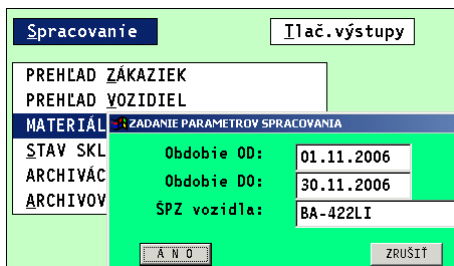 Spracovanie
Tlač.výstupy
PREHĽAD ZÁKAZIEK
PREHĽAD VOZIDIEL
MATERIÁL
ZADANIE PARAMETROV SPRACOVANIA
STAV SKL
Obdobie OD: 01.11.2006
ARCHIVÁC
Obdobie DO: 30.11.2006
ARCHIVOV
ŠPZ vozidla: BA-422LI
ÁNO
ZRUŠIŤ